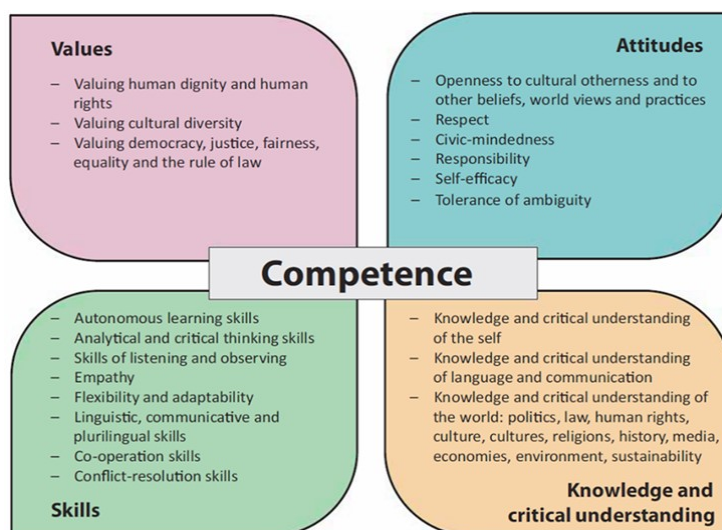 Values
– Valuing human dignity and human
rights
– Valuing cultural diversity
– Valuing democracy, justice, fairness,
equality and the rule of law
Attitudes
– Openness to cultural otherness and to
other beliefs, world views and practices
– Respect
– Civic-mindedness
– Responsibility
– Self-efficacy
– Tolerance of ambiguity
Competence
– Autonomous learning skills
– Analytical and critical thinking skills
– Skills of listening and observing
– Empathy
– Flexibility and adaptability
– Linguistic, communicative and
plurilingual skills
– Co-operation skills
– Conflict-resolution skills
Skills
– Knowledge and critical understanding
of the self
– Knowledge and critical understanding
of language and communication
– Knowledge and critical understanding of
the world: politics, law, human rights,
culture, cultures, religions, history, media,
economies, environment, sustainability
Knowledge and
critical understanding